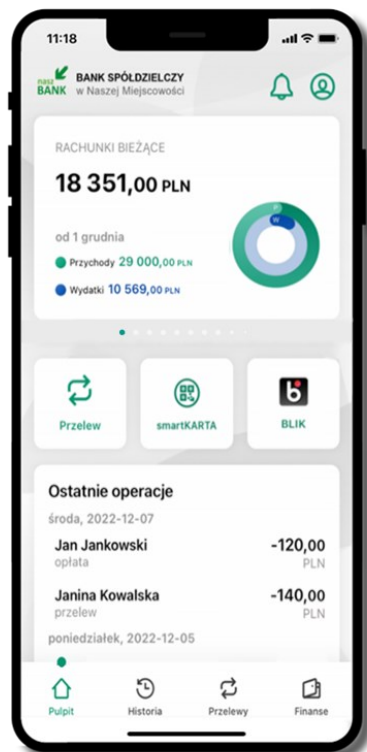 11:18
nasz BANK
BANK SPÓŁDZIELCZY
w Naszej Miejscowości
RACHUNKI BIEŻĄCE
18 351,00 PLN
od 1 grudnia
Przychody 29 000,00 PLN
Wydatki 10 569,00 PLN
P
W
Przelew
smartKARTA
BLIK
Ostatnie operacje
środa, 2022-12-07
Jan Jankowski -120,00
opłata PLN
Janina Kowalska -140,00
przelew PLN
poniedziałek, 2022-12-05
Pulpit Historia Przelewy Finanse